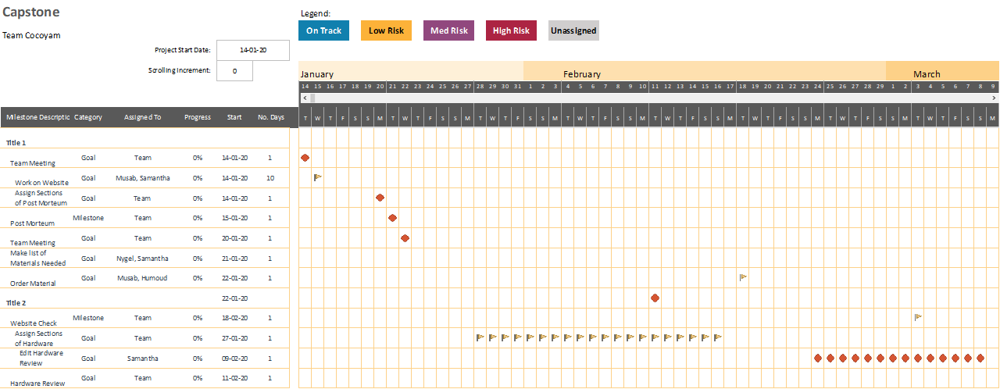 Capstone
Legend:
On Track Low Risk Med Risk High Risk Unassigned
Team Cocoyam
Project Start Date: 14-01-20
Scrolling Increment: 0
January February March
14 15 16 17 18 19 20 21 22 23 24 25 26 27 28 29 30 31 1 2 3 4 5 6 7 8 9 10 11 12 13 14 15 16 17 18 19 20 21 22 23 24 25 26 27 28 29 1 2 3 4 5 6 7 8 9
Milestone Descriptic Category Assigned To Progress Start No. Days T W T F S S M T W T F S S M T W T F S S M T W T F S S M T W T F S S M T W T F S S M T W T F S S M T W T F S S M
Title 1
Team Meeting Goal Team 0% 14-01-20 1
Work on Website Goal Musab, Samantha 0% 14-01-20 10
Assign Sections
of Post Morteum Goal Team 0% 14-01-20 1
Post Morteum Milestone Team 0% 15-01-20 1
Team Meeting Goal Team 0% 20-01-20 1
Make list of
Materials Needed Goal Nygel, Samantha 0% 21-01-20 1
Order Material Goal Musab, Humoud 0% 22-01-20 1
Title 2 22-01-20
Website Check Milestone Team 0% 18-02-20 1
Assign Sections
of Hardware Goal Team 0% 27-01-20 1
Edit Hardware
Review Goal Samantha 0% 09-02-20 1
Hardware Review Goal Team 0% 11-02-20 1